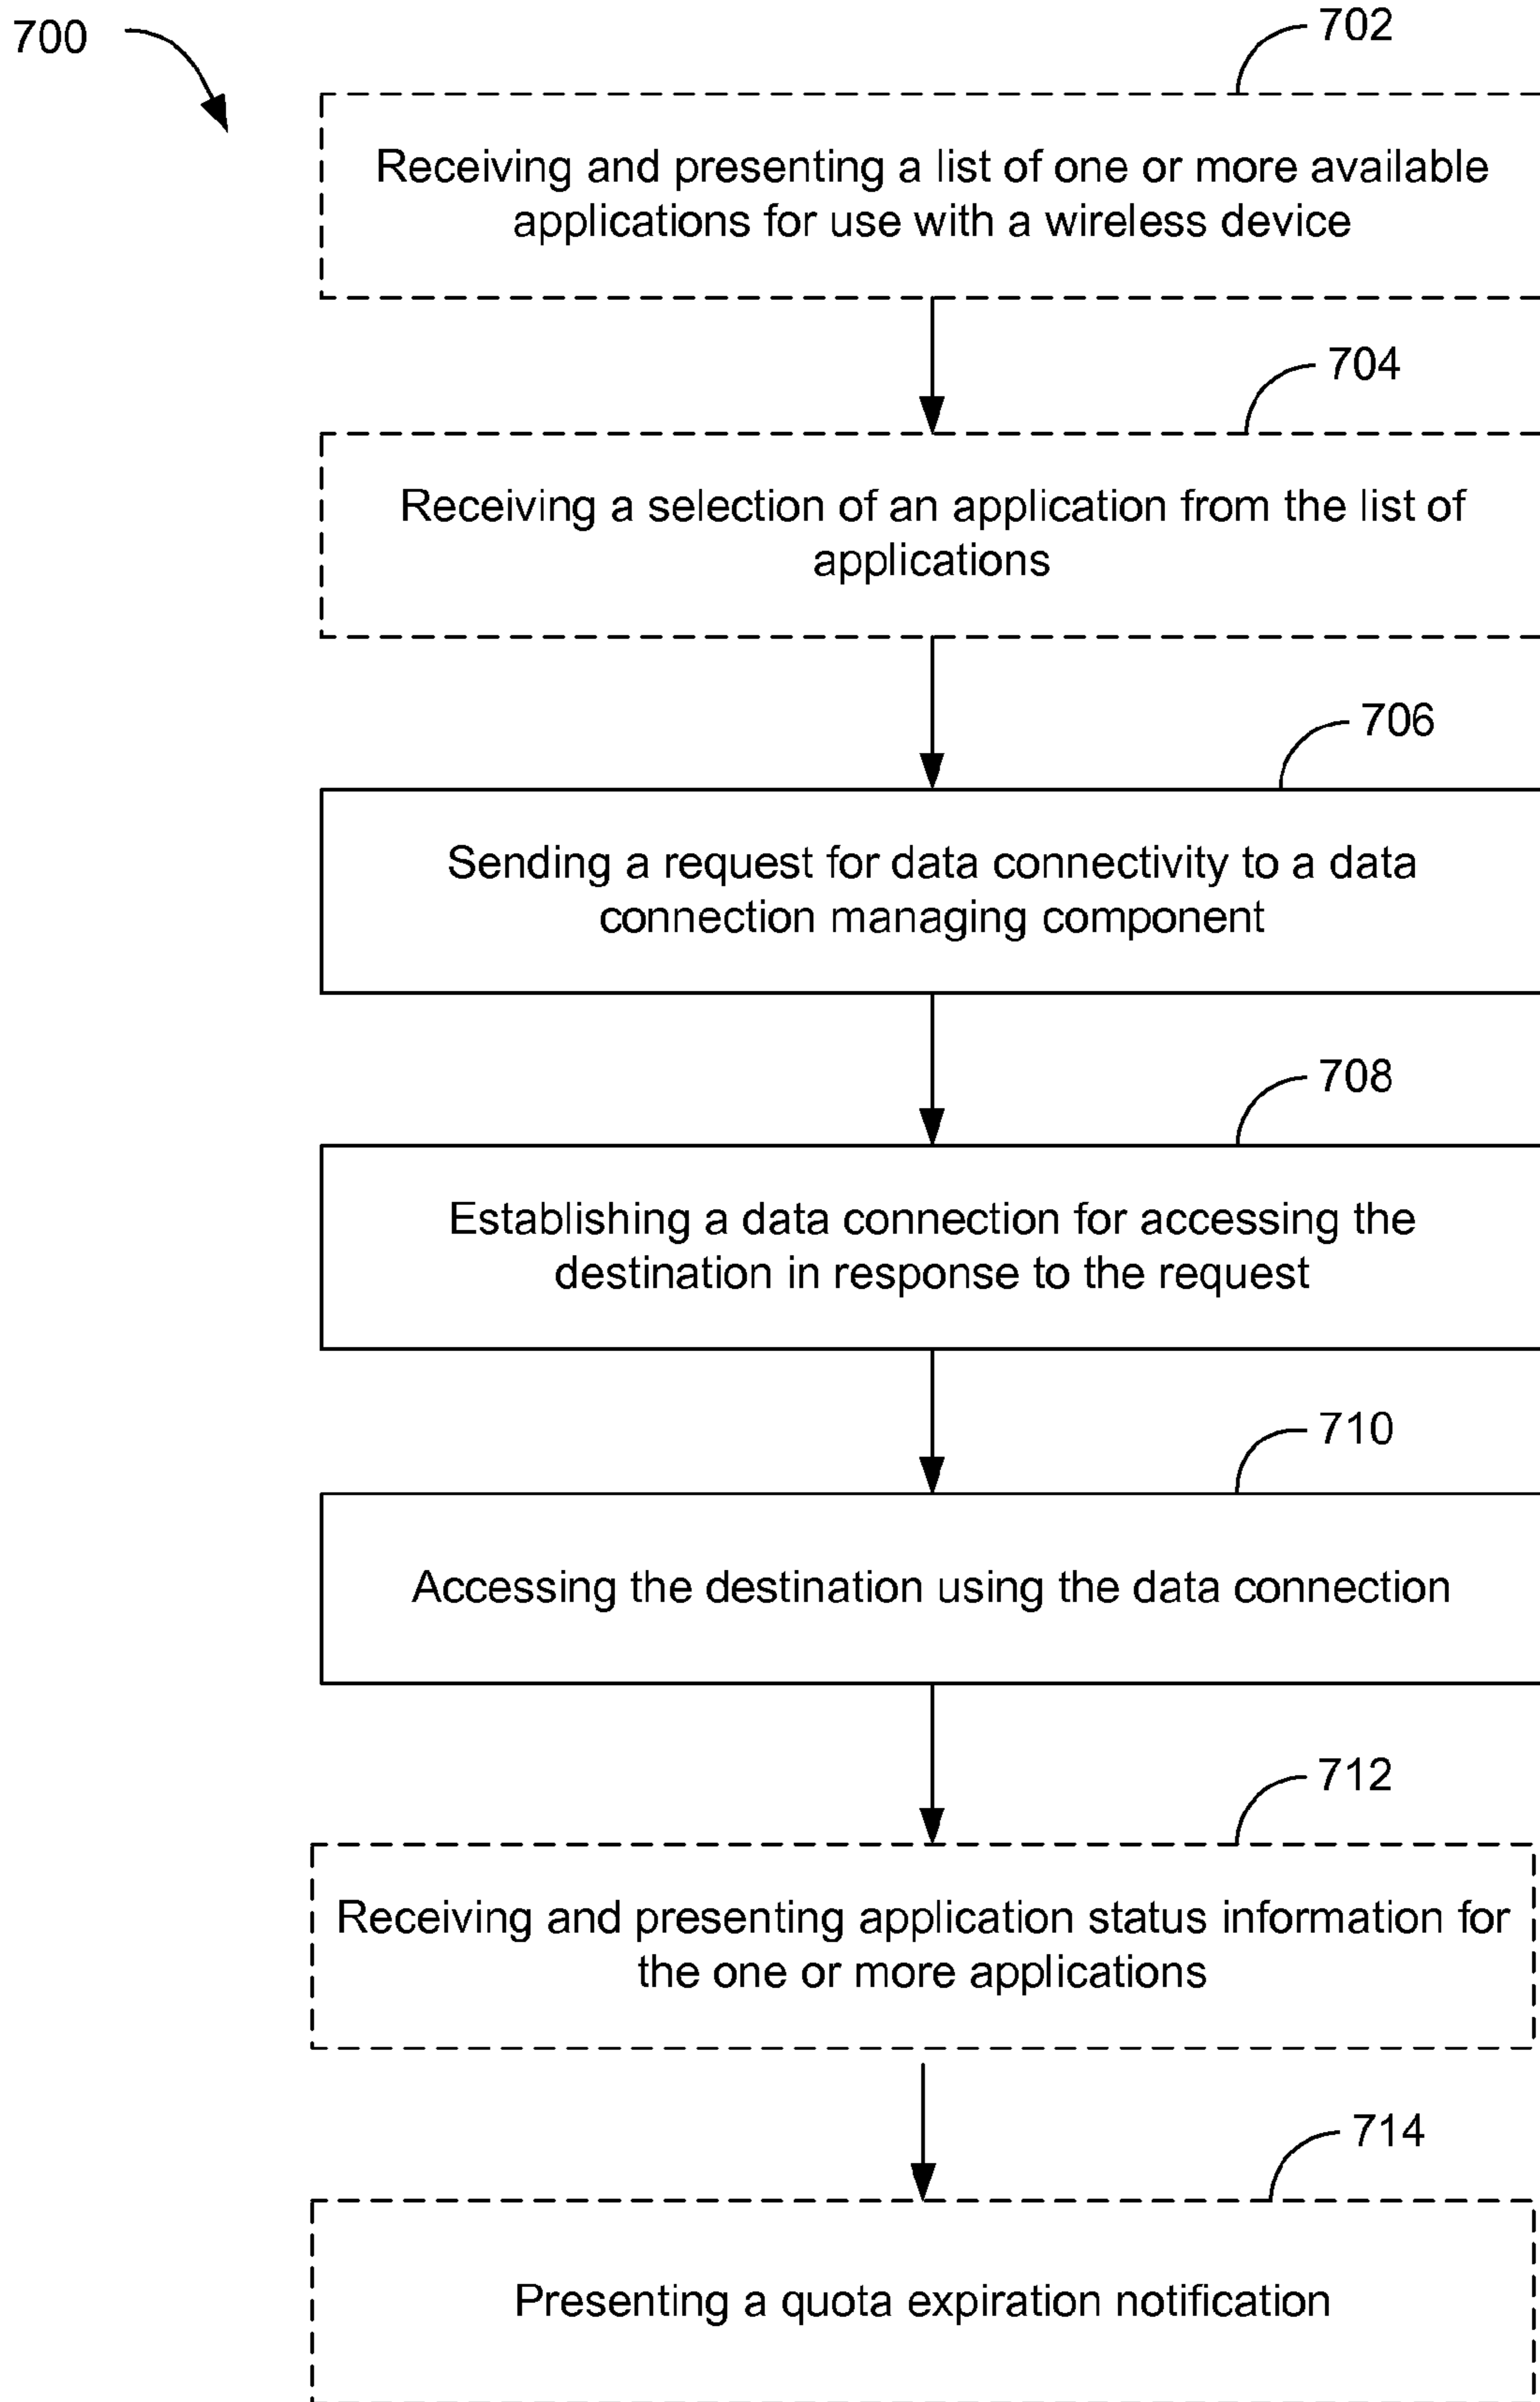 700
702
Receiving and presenting a list of one or more available
applications for use with a wireless device
704
Receiving a selection of an application from the list of
applications
706
Sending a request for data connectivity to a data
connection managing component
708
Establishing a data connection for accessing the
destination in response to the request
710
Accessing the destination using the data connection
712
Receiving and presenting application status information for
the one or more applications
714
Presenting a quota expiration notification